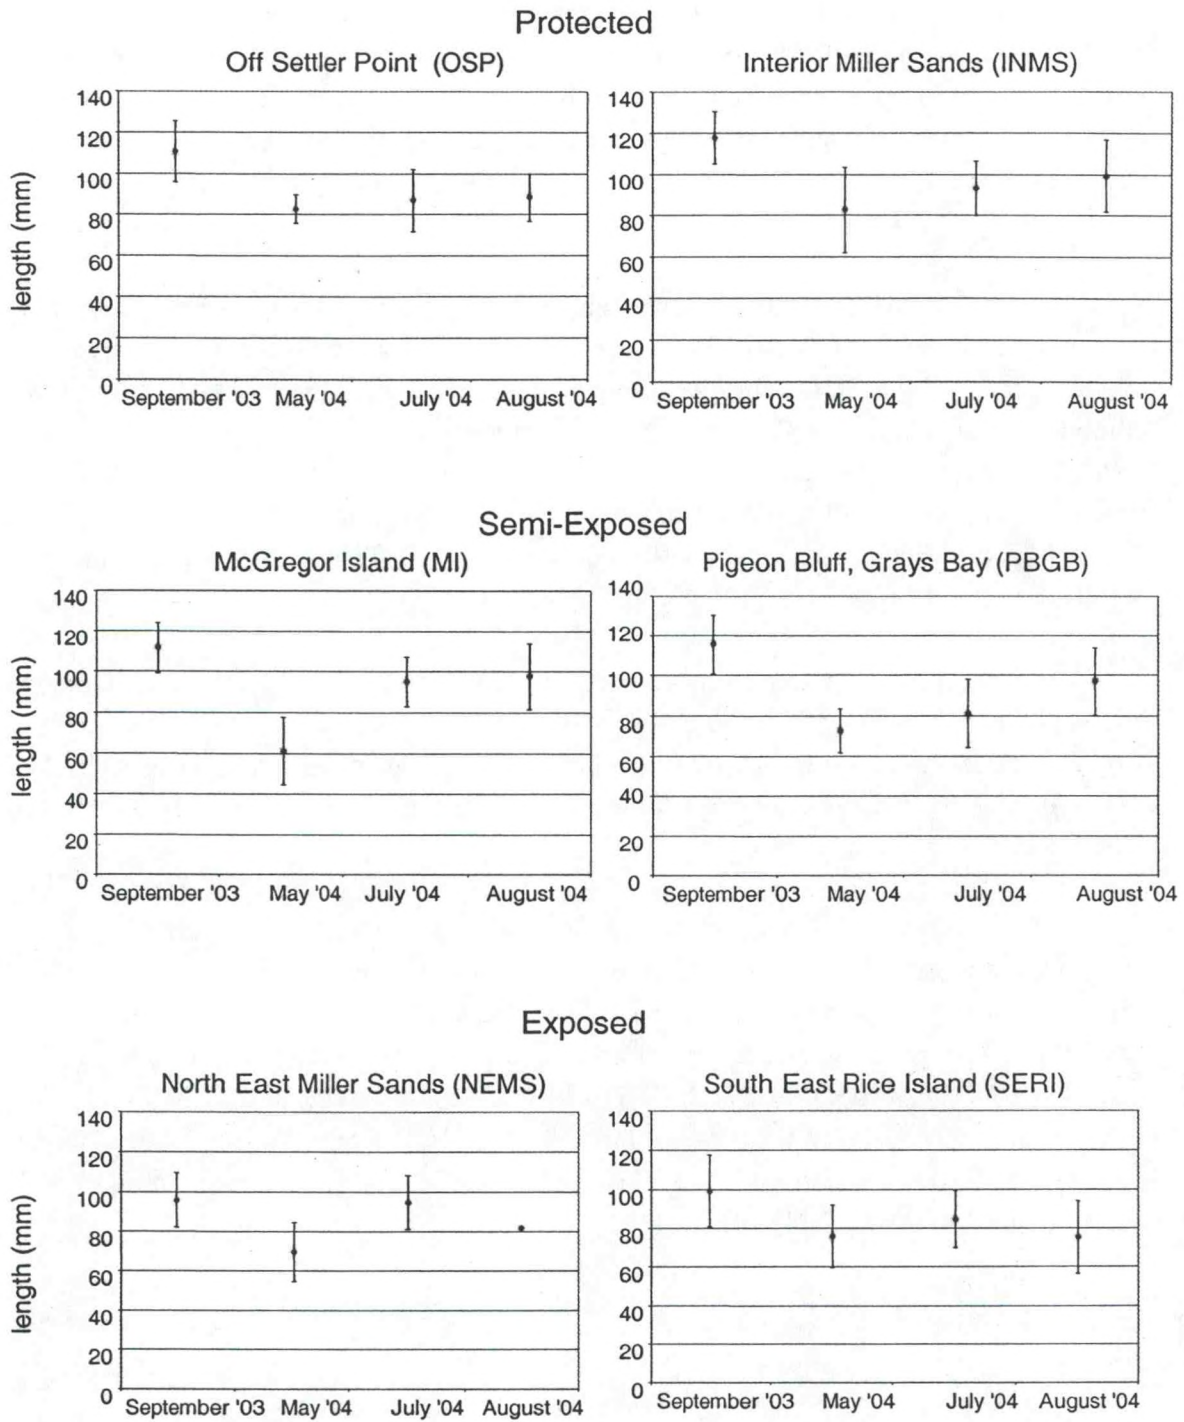 Protected
Off Settler Point (OSP)
Interior Miller Sands (INMS)
length (mm)
140
120
100
80
60
40
20
0
September '03 May '04 July '04 August '04
140
120
100
80
60
40
20
0
September '03 May '04 July '04 August '04
Semi-Exposed
McGregor Island (MI)
Pigeon Bluff, Grays Bay (PBGB)
length (mm)
140
120
100
80
60
40
20
0
September '03 May '04 July '04 August '04
140
120
100
80
60
40
20
0
September '03 May '04 July '04 August '04
Exposed
North East Miller Sands (NEMS)
South East Rice Island (SERI)
length (mm)
140
120
100
80
60
40
20
0
September '03 May '04 July '04 August '04
140
120
100
80
60
40
20
0
September '03 May '04 July '04 August '04